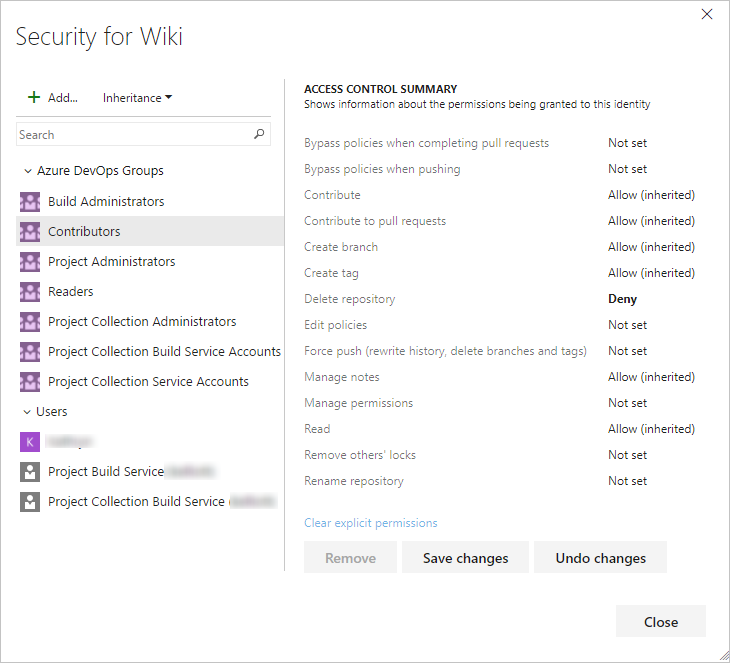 Security for Wiki
Add...
Inheritance
Search
Azure DevOps Groups
Build Administrators
Contributors
Project Administrators
Readers
Project Collection Administrators
Project Collection Build Service Accounts
Project Collection Service Accounts
Users
K
Project Build Service
Project Collection Build Service
ACCESS CONTROL SUMMARY
Shows information about the permissions being granted to this identity
Bypass policies when completing pull requests Not set
Bypass policies when pushing Not set
Contribute Allow (inherited)
Contribute to pull requests Allow (inherited)
Create branch Allow (inherited)
Create tag Allow (inherited)
Delete repository Deny
Edit policies Not set
Force push (rewrite history, delete branches and tags) Not set
Manage notes Allow (inherited)
Manage permissions Not set
Read Allow (inherited)
Remove others' locks Not set
Rename repository Not set
Clear explicit permissions
Remove Save changes Undo changes
Close